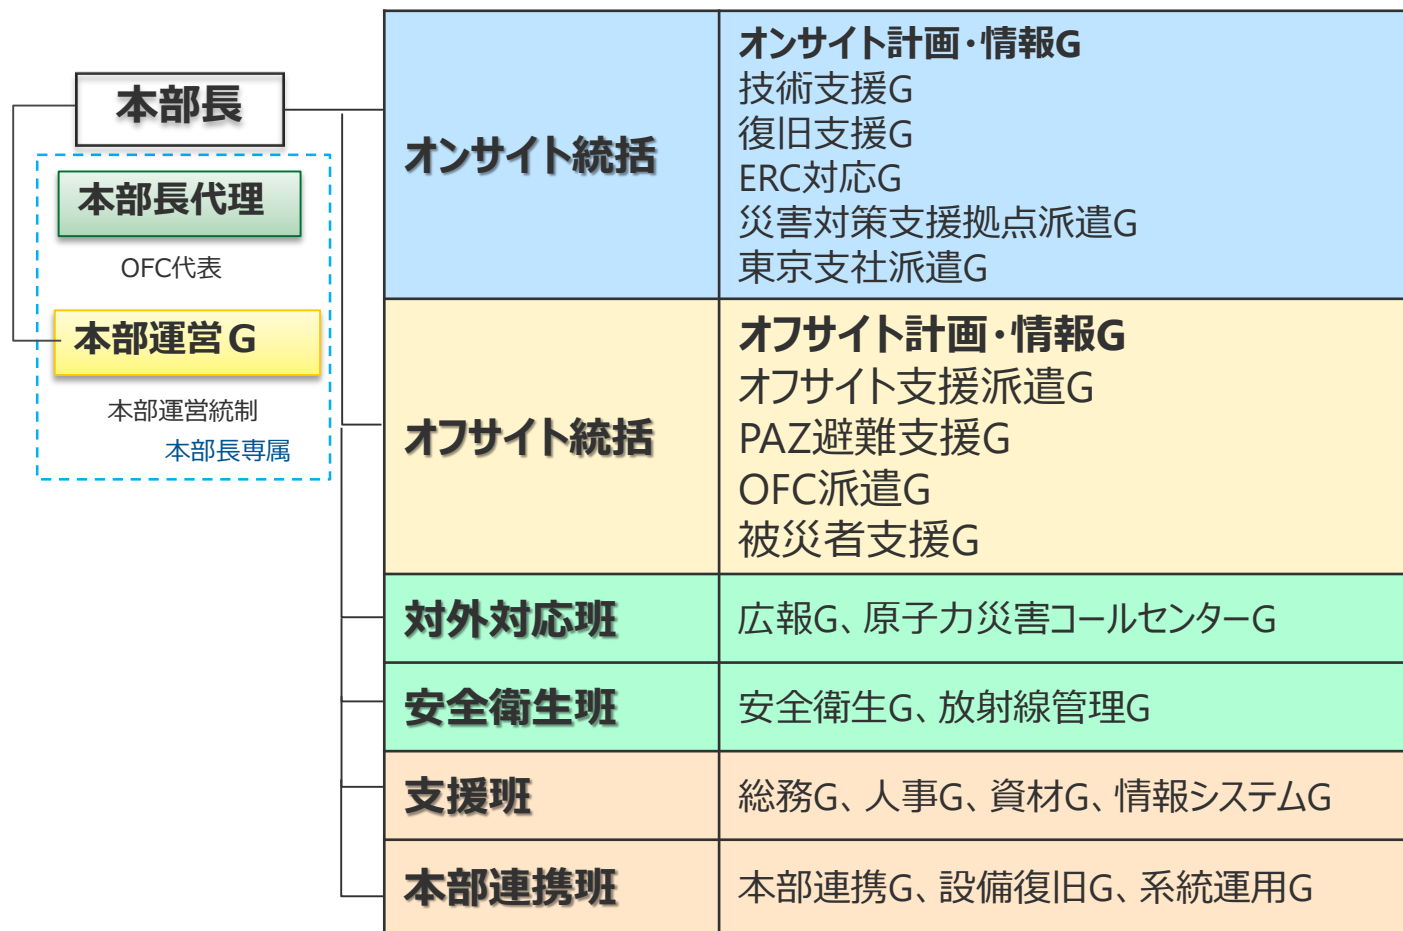 本部長
本部長代理
OFC代表
本部運営G
本部運営統制
本部長専属
オンサイト統括
オンサイト計画・情報G
技術支援G
復旧支援G
ERC対応G
災害対策支援拠点派遣G
東京支社派遣G
オフサイト統括
オフサイト計画・情報G
オフサイト支援派遣G
PAZ避難支援G
OFC派遣G
被災者支援G
対外対応班
広報G、原子力災害コールセンターG
安全衛生班
安全衛生G、放射線管理G
支援班
総務G、人事G、資材G、情報システムG
本部連携班
本部連携G、設備復旧G、系統運用G